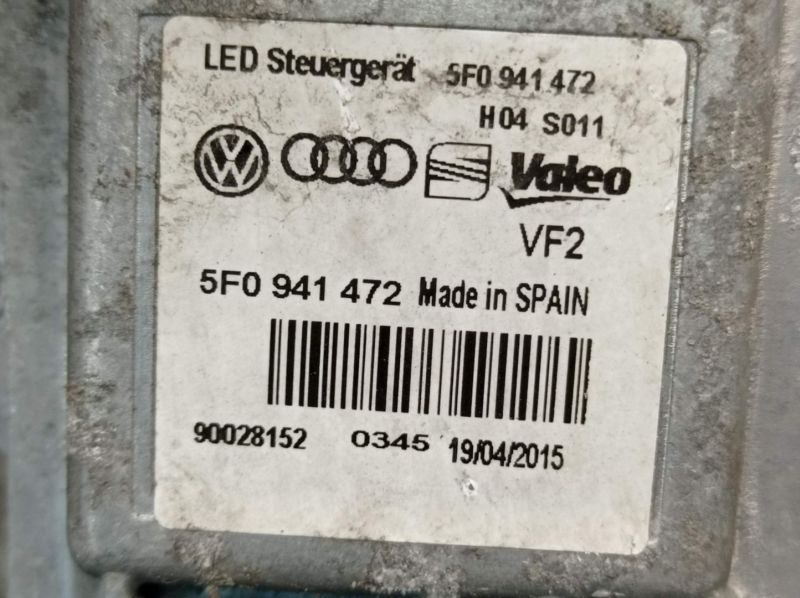 LED Steuergerät 5F0 941 472
H04 S011
Valeo
VF2
5F0 941 472 Made in SPAIN
90028152 0345 19/04/2015